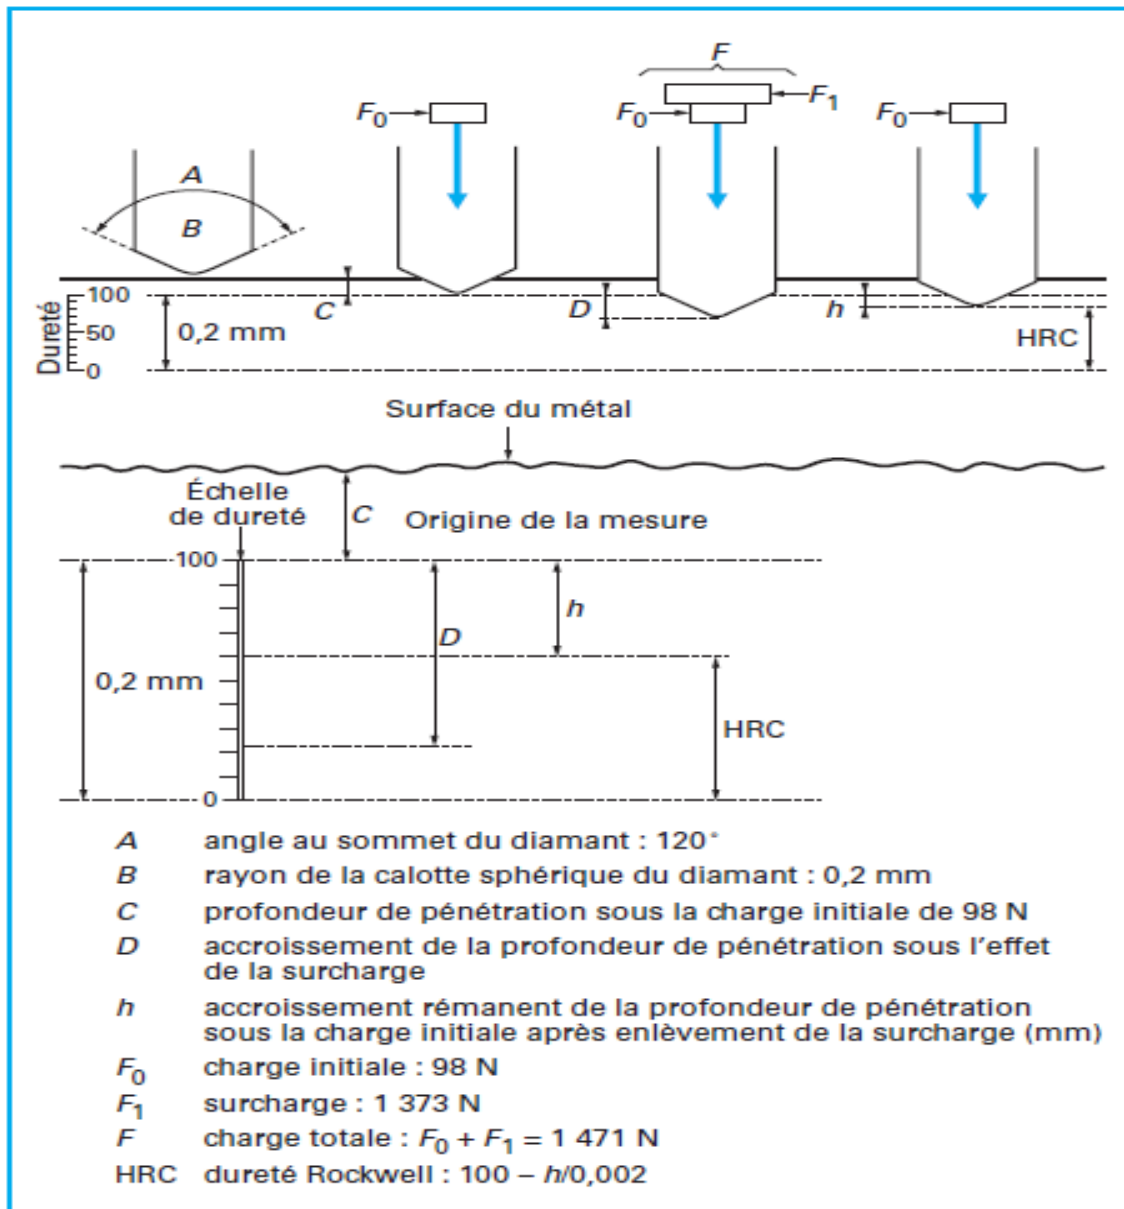 F
F0
F0
F1
F0
A
B
C
D
h
Dureté
100
50
0
0,2 mm
HRC
Surface du métal
Échelle
de dureté
C
Origine de la mesure
100
h
D
0,2 mm
HRC
0
A angle au sommet du diamant : 120°
B rayon de la calotte sphérique du diamant : 0,2 mm
C profondeur de pénétration sous la charge initiale de 98 N
D accroissement de la profondeur de pénétration sous l'effet
de la surcharge
h accroissement rémanent de la profondeur de pénétration
sous la charge initiale après enlèvement de la surcharge (mm)
F0 charge initiale : 98 N
F1 surcharge : 1 373 N
F charge totale : F0 + F1 = 1 471 N
HRC dureté Rockwell : 100 – h/0,002